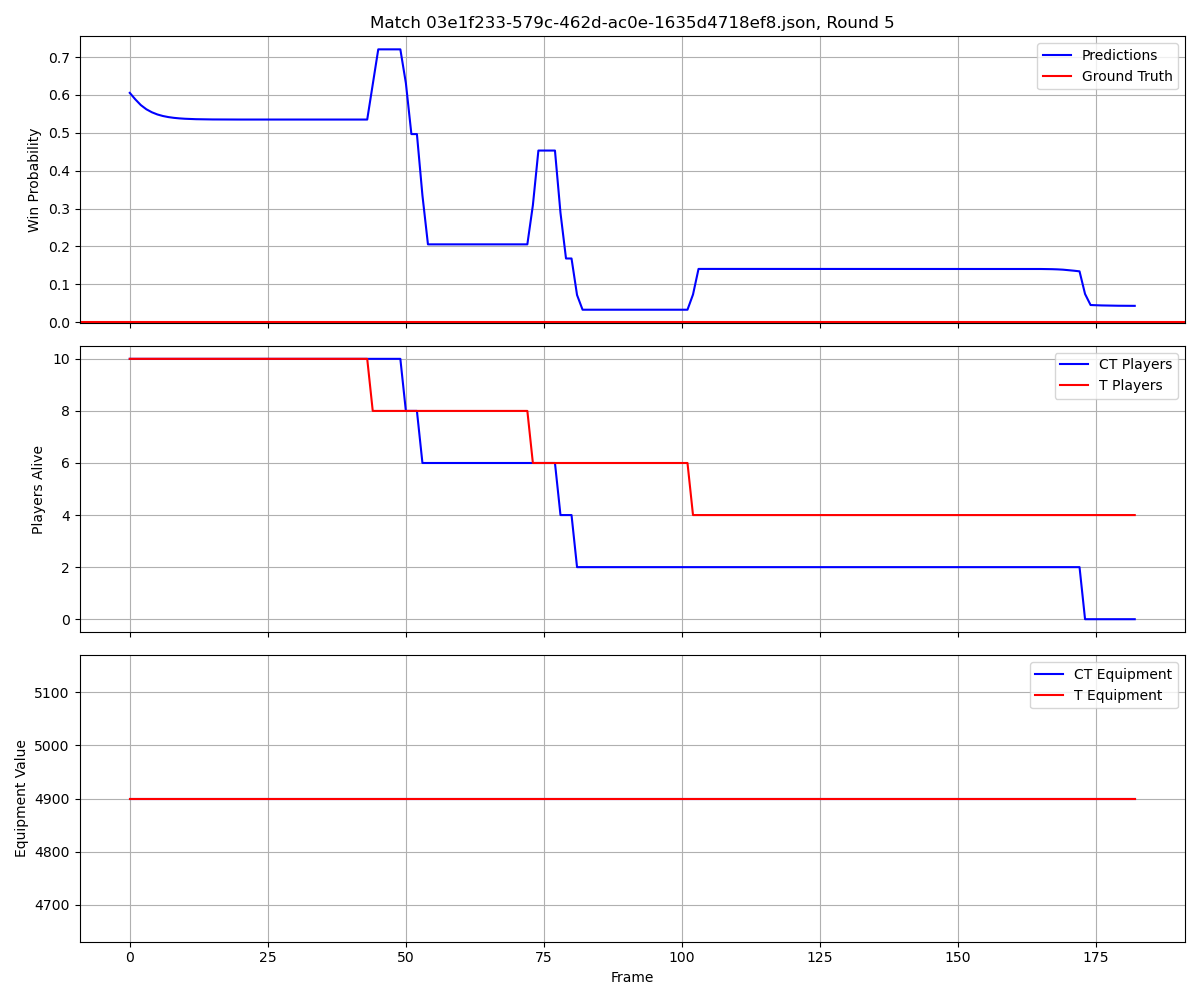 Match 03e1f233-579c-462d-ac0e-1635d4718ef8.json, Round 5
Win Probability
0.7
0.6
0.5
0.4
0.3
0.2
0.1
0.0
Predictions
Ground Truth
Players Alive
10
8
6
4
2
0
CT Players
T Players
Equipment Value
5100
5000
4900
4800
4700
CT Equipment
T Equipment
0 25 50 75 100 125 150 175
Frame